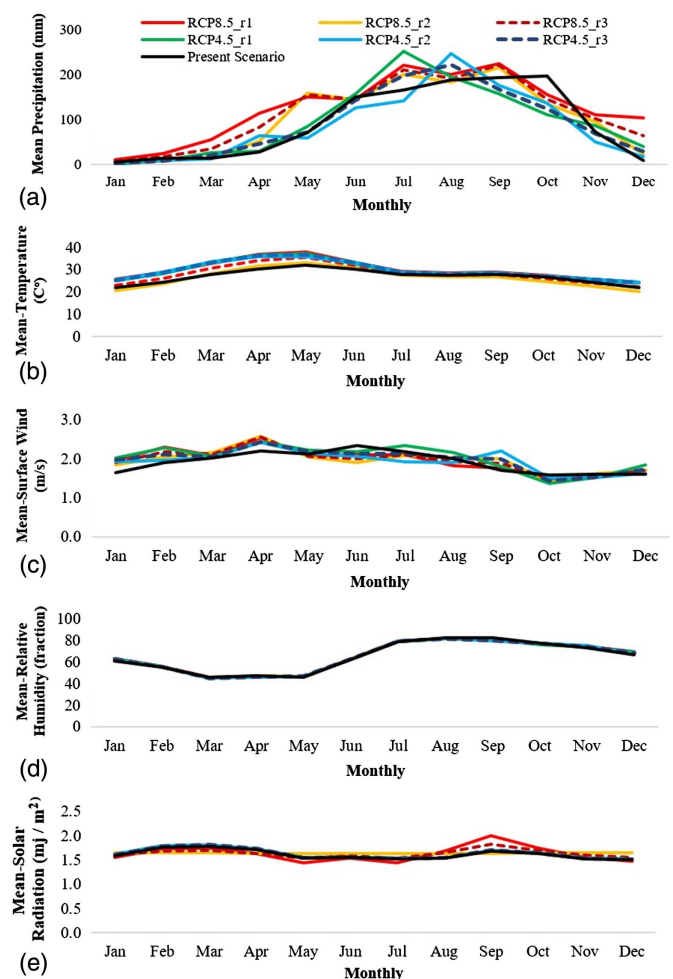 RCP8.5_r1 RCP8.5_r2 RCP8.5_r3
RCP4.5_r1 RCP4.5_r2 RCP4.5_r3
Present Scenario
Mean Precipitation (mm)
300
200
100
0
Jan Feb Mar Apr May Jun Jul Aug Sep Oct Nov Dec
Monthly
(a)
Mean-Temperature
(C°)
40
30
20
10
0
Jan Feb Mar Apr May Jun Jul Aug Sep Oct Nov Dec
Monthly
(b)
Mean-Surface Wind
(m/s)
3.0
2.0
1.0
0.0
Jan Feb Mar Apr May Jun Jul Aug Sep Oct Nov Dec
Monthly
(c)
Mean-Relative
Humidity (fraction)
100
80
60
40
20
0
Jan Feb Mar Apr May Jun Jul Aug Sep Oct Nov Dec
Monthly
(d)
Mean-Solar
Radiation (mj / m²)
2.5
2.0
1.5
1.0
0.5
0.0
Jan Feb Mar Apr May Jun Jul Aug Sep Oct Nov Dec
Monthly
(e)